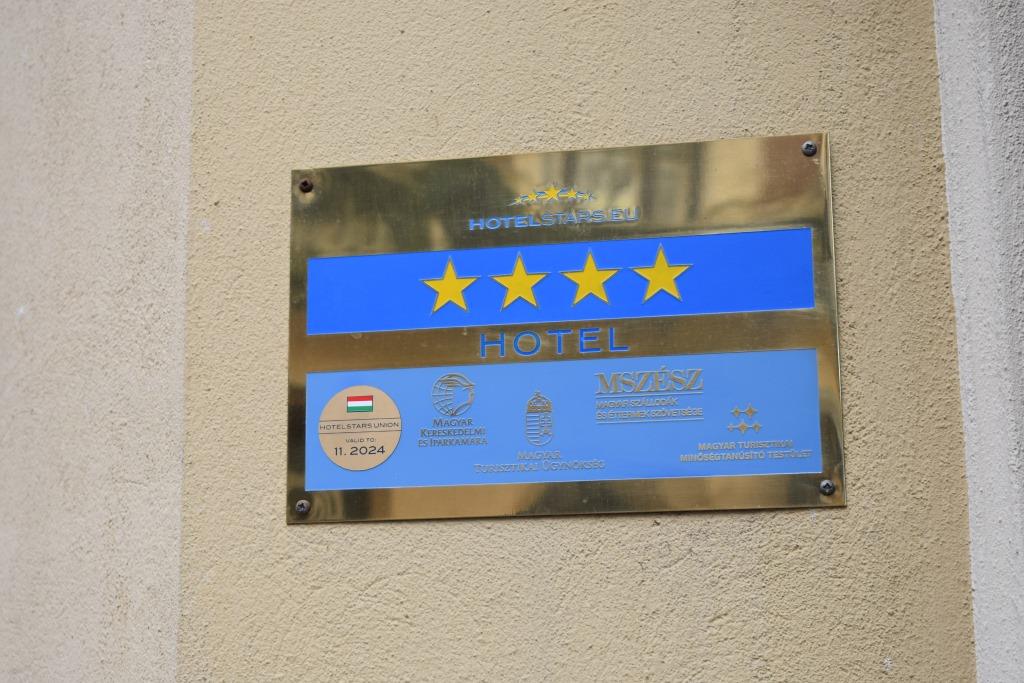 HOTELSTARS.EU
HOTEL
HOTELSTARS UNION
VALID TO:
11. 2024
MAGYAR
KERESKEDELMI
ÉS IPARKAMARA
MAGYAR
TURISZTIKAI ÜGYNÖKSÉG
MSZÉSZ
MAGYAR SZÁLLODÁK
ÉS ÉTTERMEK SZÖVETSÉGE
MAGYAR TURISZTIKAI
MINŐSÉGTANÚSÍTÓ TESTÜLET